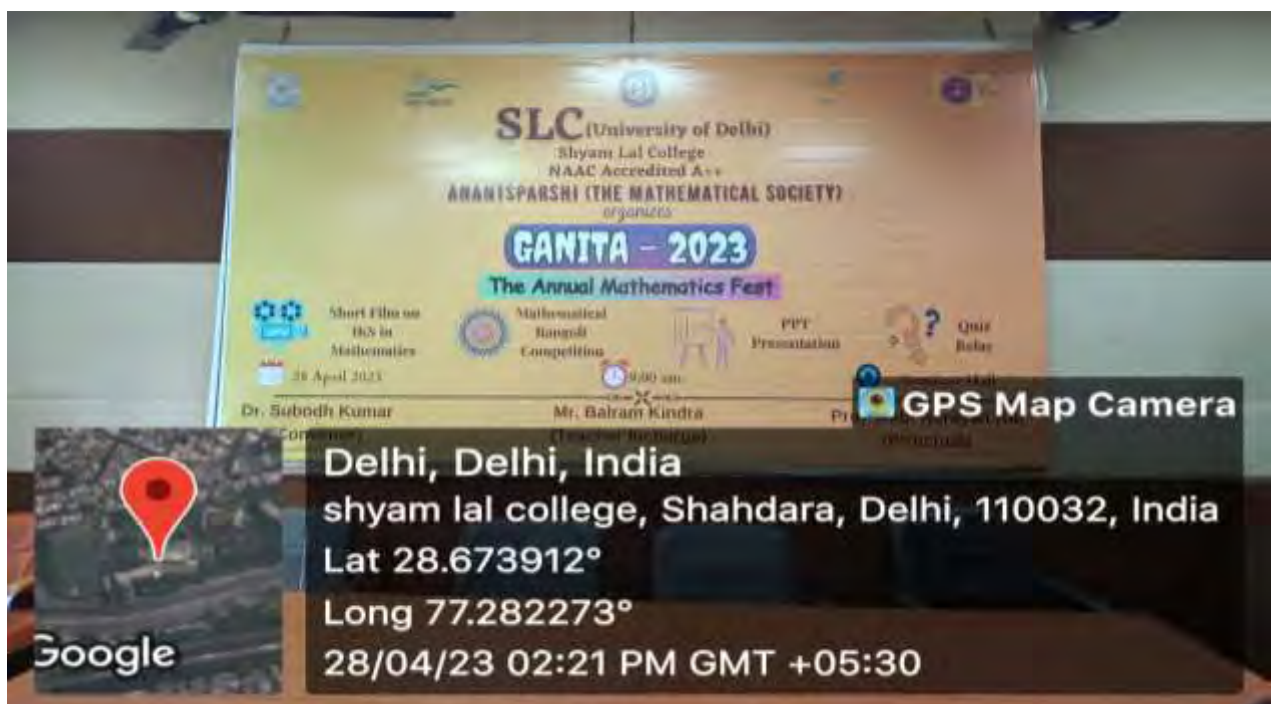 SLC (University of Delhi)
Shyam Lal College
NAAC Accredited A++
ANANTSPARSHI (THE MATHEMATICAL SOCIETY)
organizes
GANITA - 2023
The Annual Mathematics Fest
Short Film on
IKS in
Mathematics
Mathematical
Rangoli
Competition
PPT
Presentation
?
Quiz
Relay
28 April 2023
9:00 am
Dr. Subodh Kumar
Mr. Balram Kindra
(Teacher Incharge)
GPS Map Camera
Delhi, Delhi, India
shyam lal college, Shahdara, Delhi, 110032, India
Lat 28.673912°
Long 77.282273°
28/04/23 02:21 PM GMT +05:30
Google